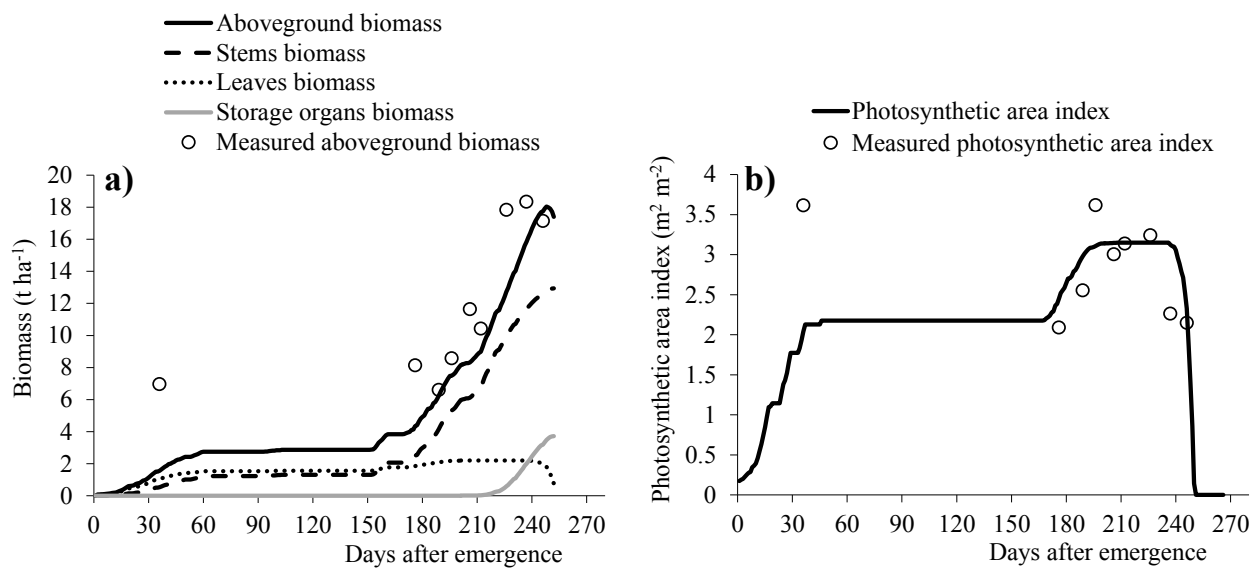 Aboveground biomass
Stems biomass
Leaves biomass
Storage organs biomass
Measured aboveground biomass
a)
Biomass (t ha⁻¹)
20
18
16
14
12
10
8
6
4
2
0
0 30 60 90 120 150 180 210 240 270
Days after emergence
Photosynthetic area index
Measured photosynthetic area index
b)
Photosynthetic area index (m² m⁻²)
4
3.5
3
2.5
2
1.5
1
0.5
0
0 30 60 90 120 150 180 210 240 270
Days after emergence